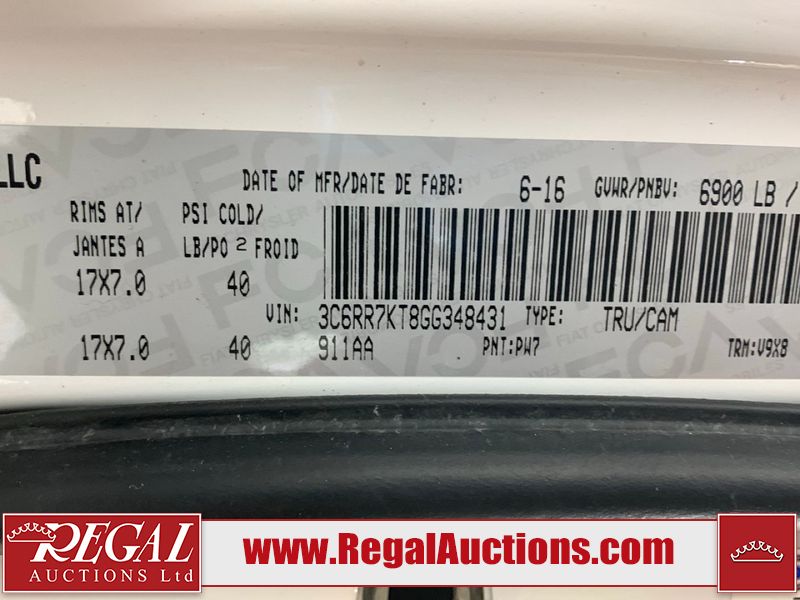 LLC
DATE OF MFR/DATE DE FABR: 6-16 GVWR/PNBV: 6900 LB /
RIMS AT/ PSI COLD/
JANTES A LB/PO 2 FROID
17X7.0 40
VIN: 3C6RR7KT8GG348431 TYPE: TRU/CAM
17X7.0 40 911AA PNT:PW7 TRM:V9X8
REGAL
AUCTIONS Ltd
www.RegalAuctions.com